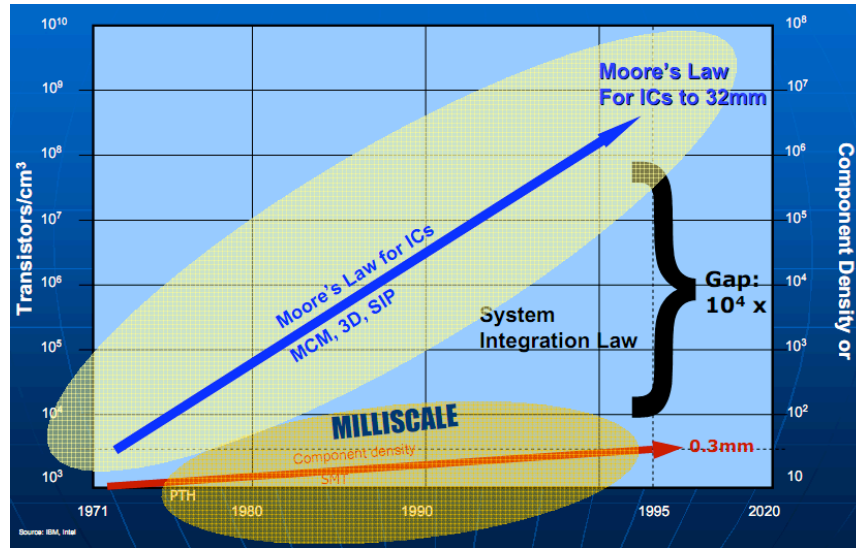 10¹⁰
10⁹
10⁸
10⁷
10⁶
10⁵
10⁴
10³
Transistors/cm³
10⁸
10⁷
10⁶
10⁵
10⁴
10³
10²
10
Component Density or
Moore's Law
For ICs to 32mm
Moore's Law for ICs
MCM, 3D, SIP
System
Integration Law
Gap:
10⁴ x
MILLISCALE
Component density
SMT
PTH
0.3mm
1971
1980
1990
1995
2020
Source: IBM, Intel